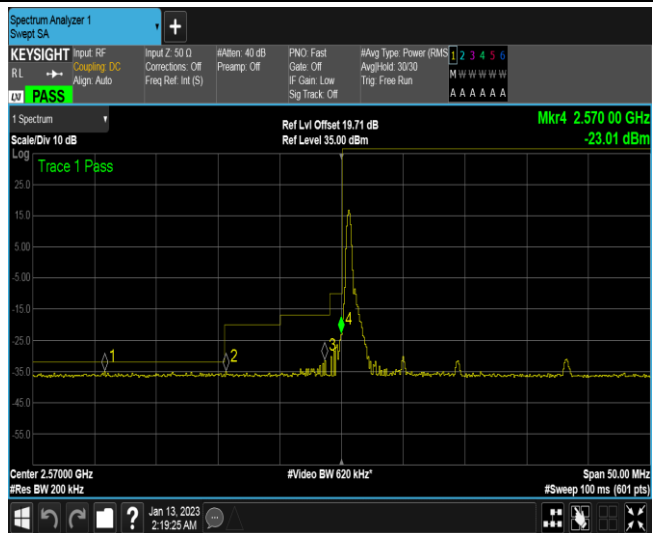 Spectrum Analyzer 1
Swept SA
+
KEYSIGHT
RL
LXI PASS
Input: RF
Coupling: DC
Align: Auto
Input Z: 50 Ω
Corrections: Off
Freq Ref: Int (S)
#Atten: 40 dB
Preamp: Off
PNO: Fast
Gate: Off
IF Gain: Low
Sig Track: Off
#Avg Type: Power (RMS
Avg|Hold: 30/30
Trig: Free Run
1 2 3 4 5 6
M W W W W W
A A A A A A
1 Spectrum
Scale/Div 10 dB
Ref Lvl Offset 19.71 dB
Ref Level 35.00 dBm
Mkr4 2.570 00 GHz
-23.01 dBm
Log
Trace 1 Pass
25.0
15.0
5.00
-5.00
-15.0
-25.0
-35.0
-45.0
-55.0
1
2
3
4
Center 2.57000 GHz
#Res BW 200 kHz
#Video BW 620 kHz*
Span 50.00 MHz
#Sweep 100 ms (601 pts)
?
Jan 13, 2023
2:19:25 AM